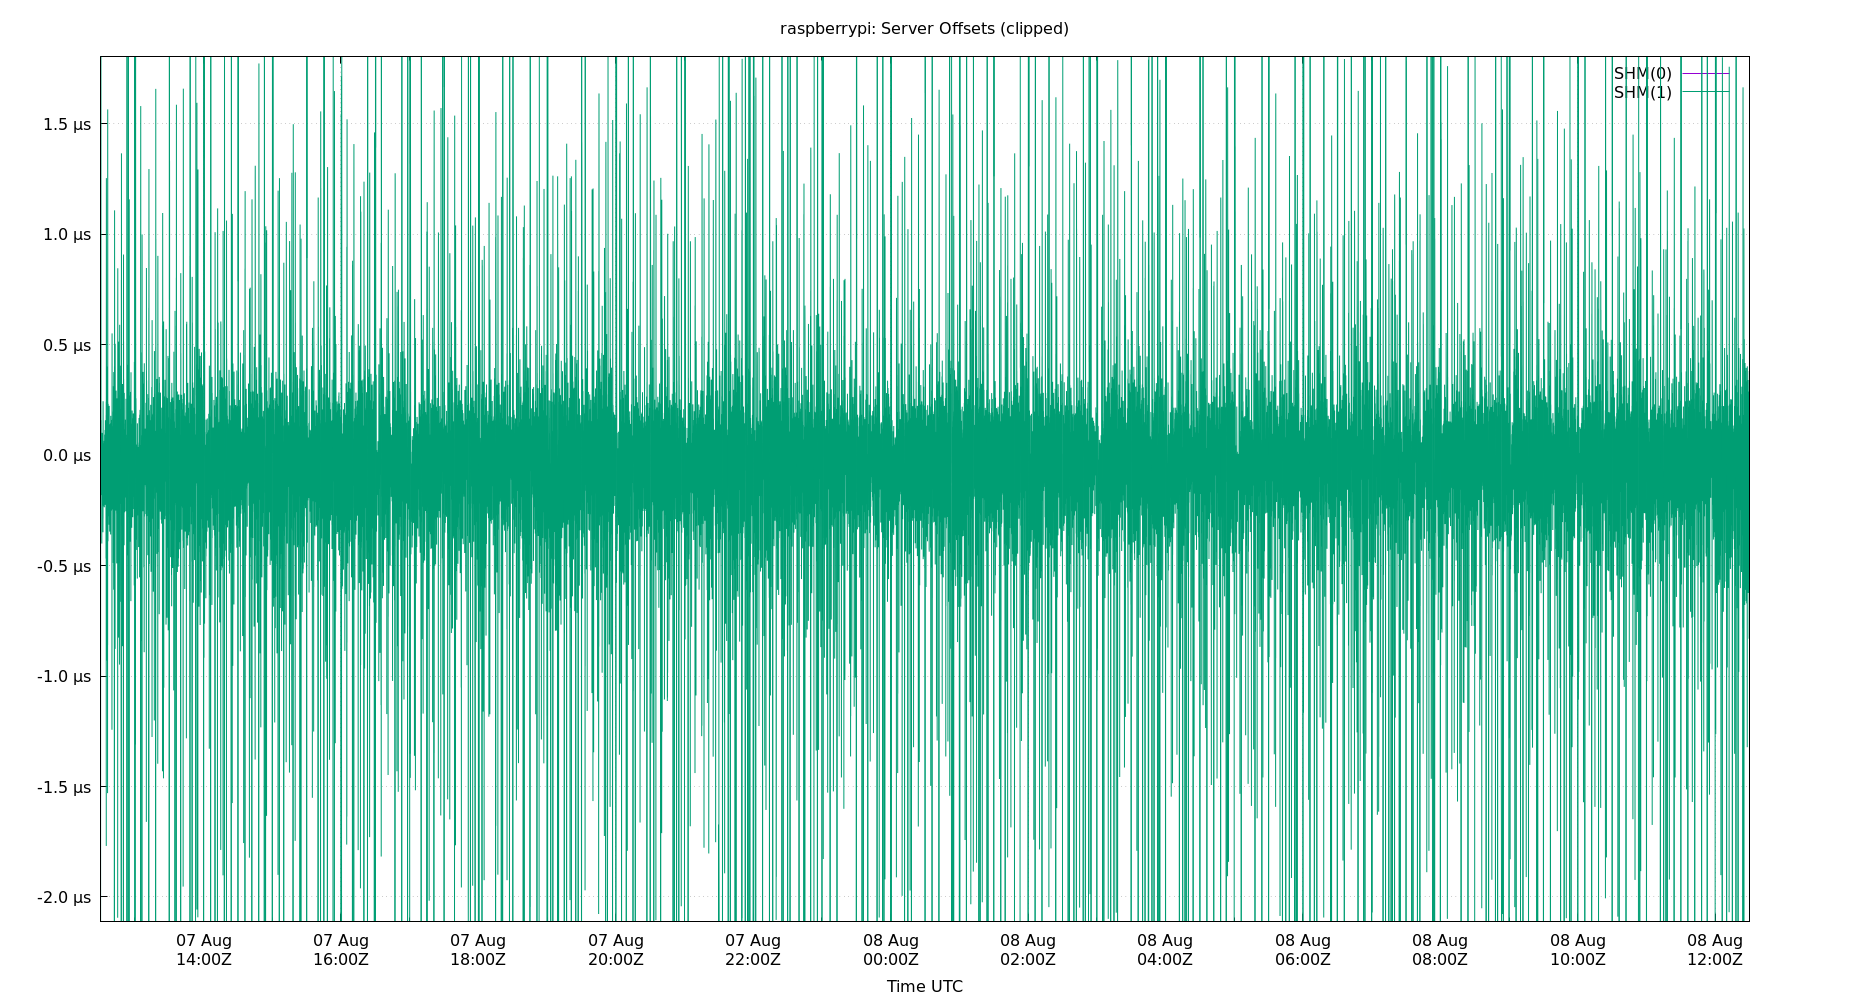 raspberrypi: Server Offsets (clipped)
SHM(0)
SHM(1)
1.5 µs
1.0 µs
0.5 µs
0.0 µs
-0.5 µs
-1.0 µs
-1.5 µs
-2.0 µs
07 Aug 07 Aug 07 Aug 07 Aug 07 Aug 08 Aug 08 Aug 08 Aug 08 Aug 08 Aug 08 Aug 08 Aug
14:00Z 16:00Z 18:00Z 20:00Z 22:00Z 00:00Z 02:00Z 04:00Z 06:00Z 08:00Z 10:00Z 12:00Z
Time UTC